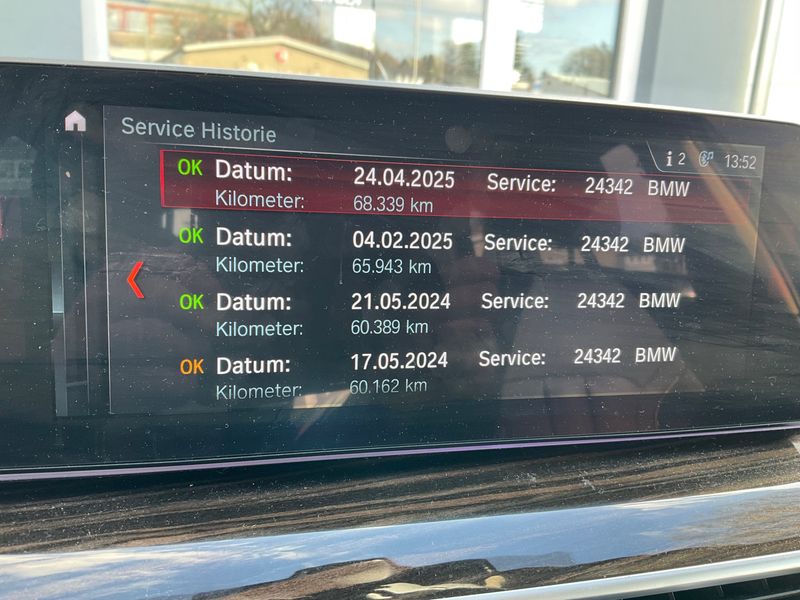 Service Historie
i 2 13:52
OK Datum: 24.04.2025 Service: 24342 BMW
Kilometer: 68.339 km
OK Datum: 04.02.2025 Service: 24342 BMW
Kilometer: 65.943 km
OK Datum: 21.05.2024 Service: 24342 BMW
Kilometer: 60.389 km
OK Datum: 17.05.2024 Service: 24342 BMW
Kilometer: 60.162 km